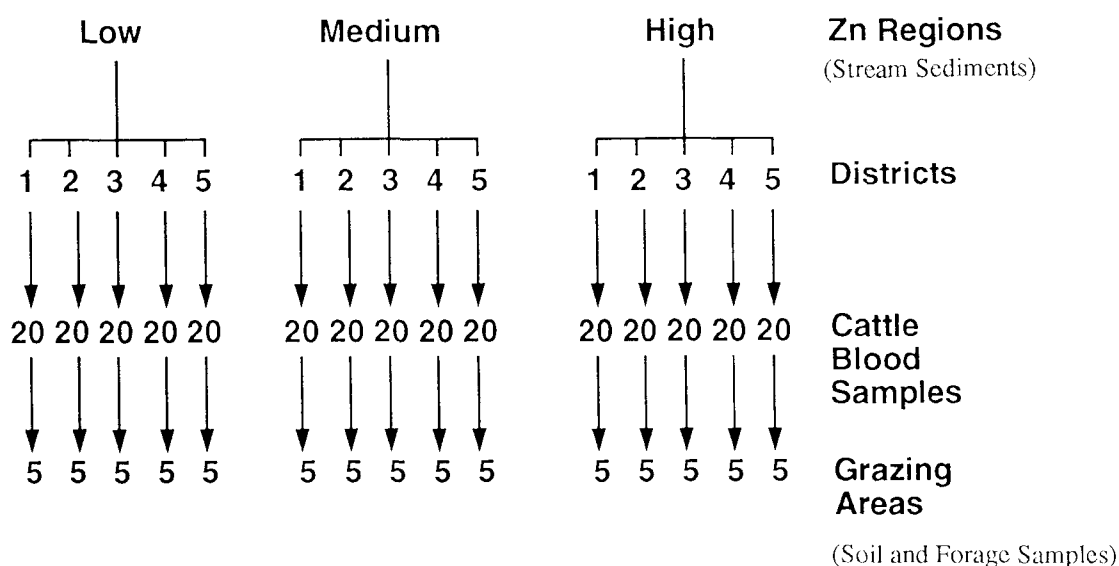 Low Medium High Zn Regions
(Stream Sediments)
1 2 3 4 5 1 2 3 4 5 1 2 3 4 5 Districts
20 20 20 20 20 20 20 20 20 20 20 20 20 20 20 Cattle
Blood
Samples
5 5 5 5 5 5 5 5 5 5 5 5 5 5 5 Grazing
Areas
(Soil and Forage Samples)